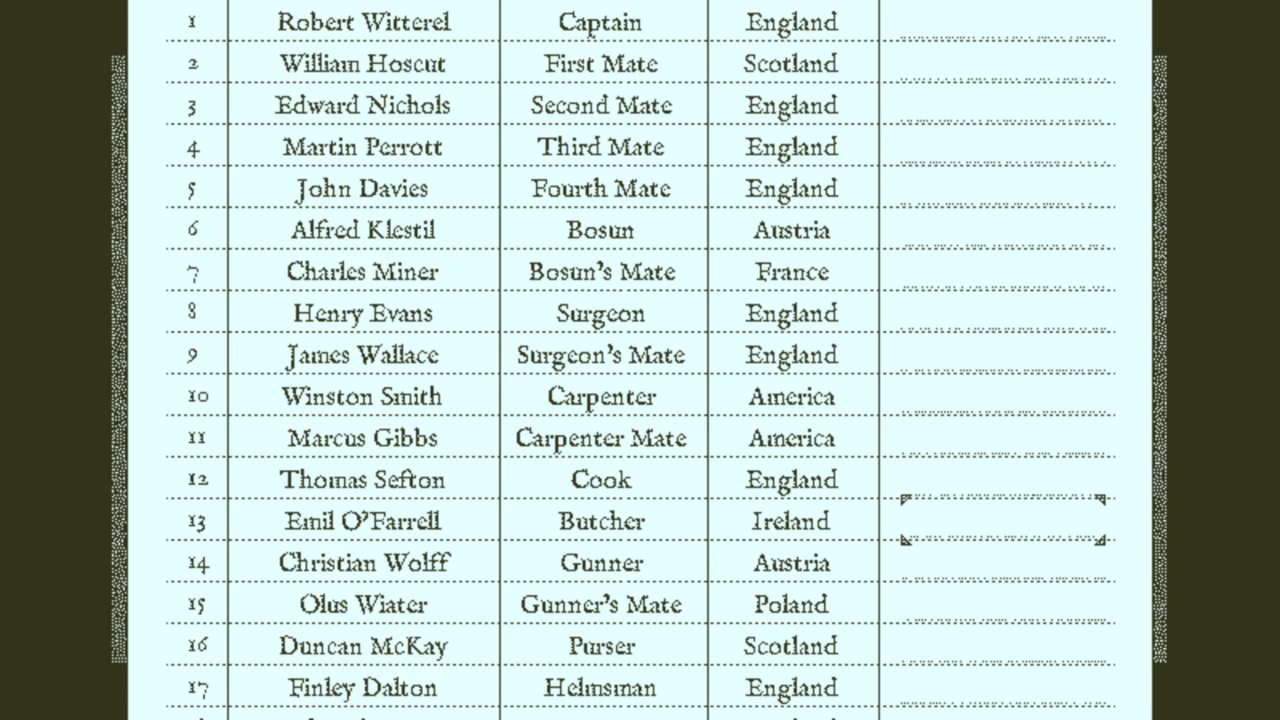 1 Robert Witterel Captain England
2 William Hoscut First Mate Scotland
3 Edward Nichols Second Mate England
4 Martin Perrott Third Mate England
5 John Davies Fourth Mate England
6 Alfred Klestil Bosun Austria
7 Charles Miner Bosun's Mate France
8 Henry Evans Surgeon England
9 James Wallace Surgeon's Mate England
10 Winston Smith Carpenter America
11 Marcus Gibbs Carpenter Mate America
12 Thomas Sefton Cook England
13 Emil O'Farrell Butcher Ireland
14 Christian Wolff Gunner Austria
15 Olus Wiater Gunner's Mate Poland
16 Duncan McKay Purser Scotland
17 Finley Dalton Helmsman England